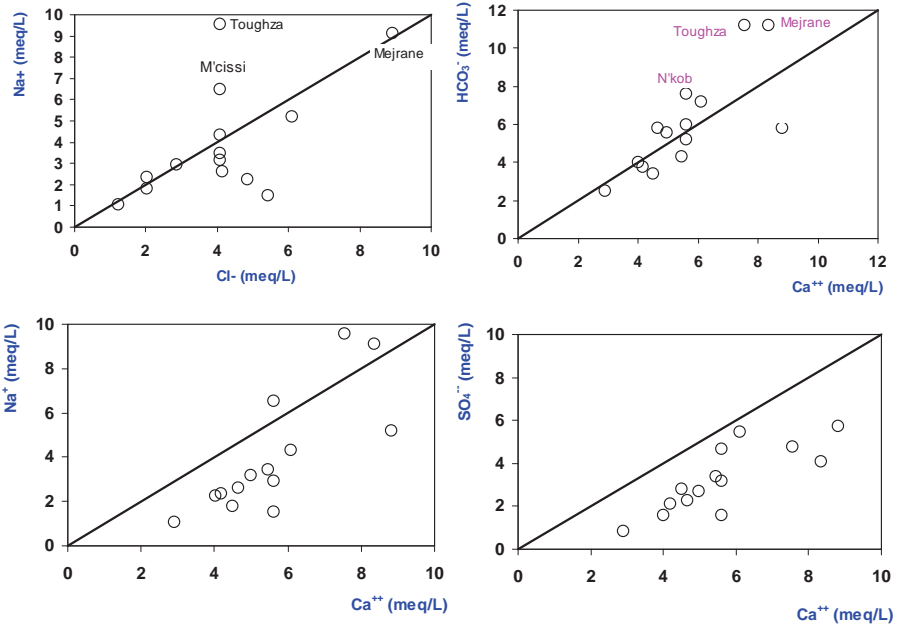 Na+ (meq/L)
10
9
8
7
6
5
4
3
2
1
0
0 2 4 6 8 10
Cl- (meq/L)
Toughza
M'cissi
Mejrane
HCO₃⁻ (meq/L)
12
10
8
6
4
2
0
0 2 4 6 8 10 12
Ca⁺⁺ (meq/L)
Toughza
Mejrane
N'kob
Na⁺ (meq/L)
10
8
6
4
2
0
0 2 4 6 8 10
Ca⁺⁺ (meq/L)
SO₄⁻⁻ (meq/L)
10
8
6
4
2
0
0 2 4 6 8 10
Ca⁺⁺ (meq/L)